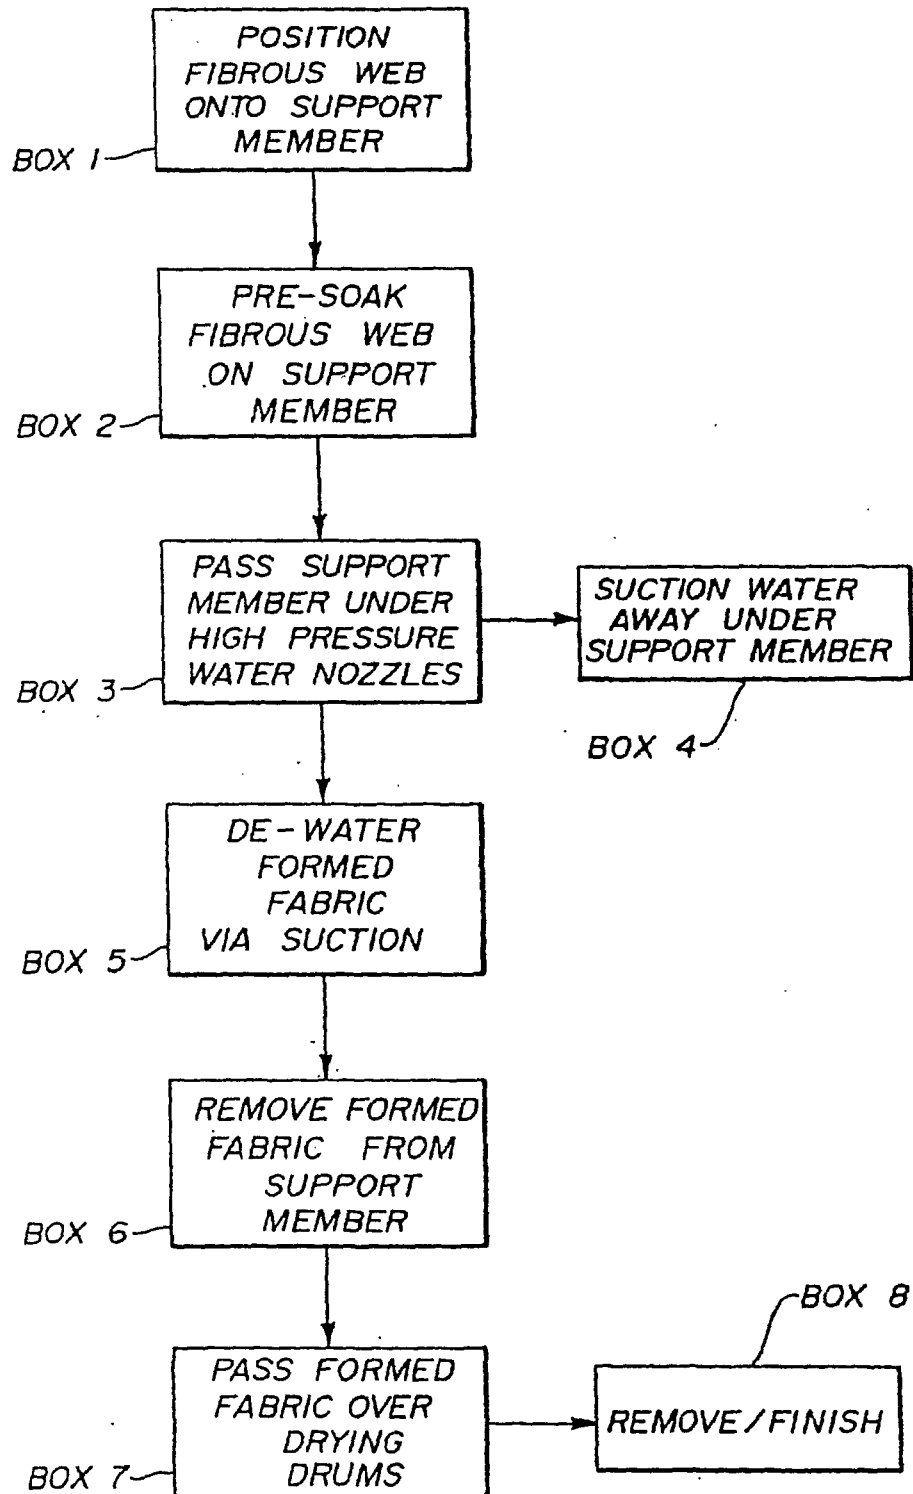 POSITION
FIBROUS WEB
ONTO SUPPORT
MEMBER
BOX 1
PRE-SOAK
FIBROUS WEB
ON SUPPORT
MEMBER
BOX 2
PASS SUPPORT
MEMBER UNDER
HIGH PRESSURE
WATER NOZZLES
BOX 3
SUCTION WATER
AWAY UNDER
SUPPORT MEMBER
BOX 4
DE-WATER
FORMED
FABRIC
VIA SUCTION
BOX 5
REMOVE FORMED
FABRIC FROM
SUPPORT
MEMBER
BOX 6
PASS FORMED
FABRIC OVER
DRYING
DRUMS
BOX 7
BOX 8
REMOVE/FINISH